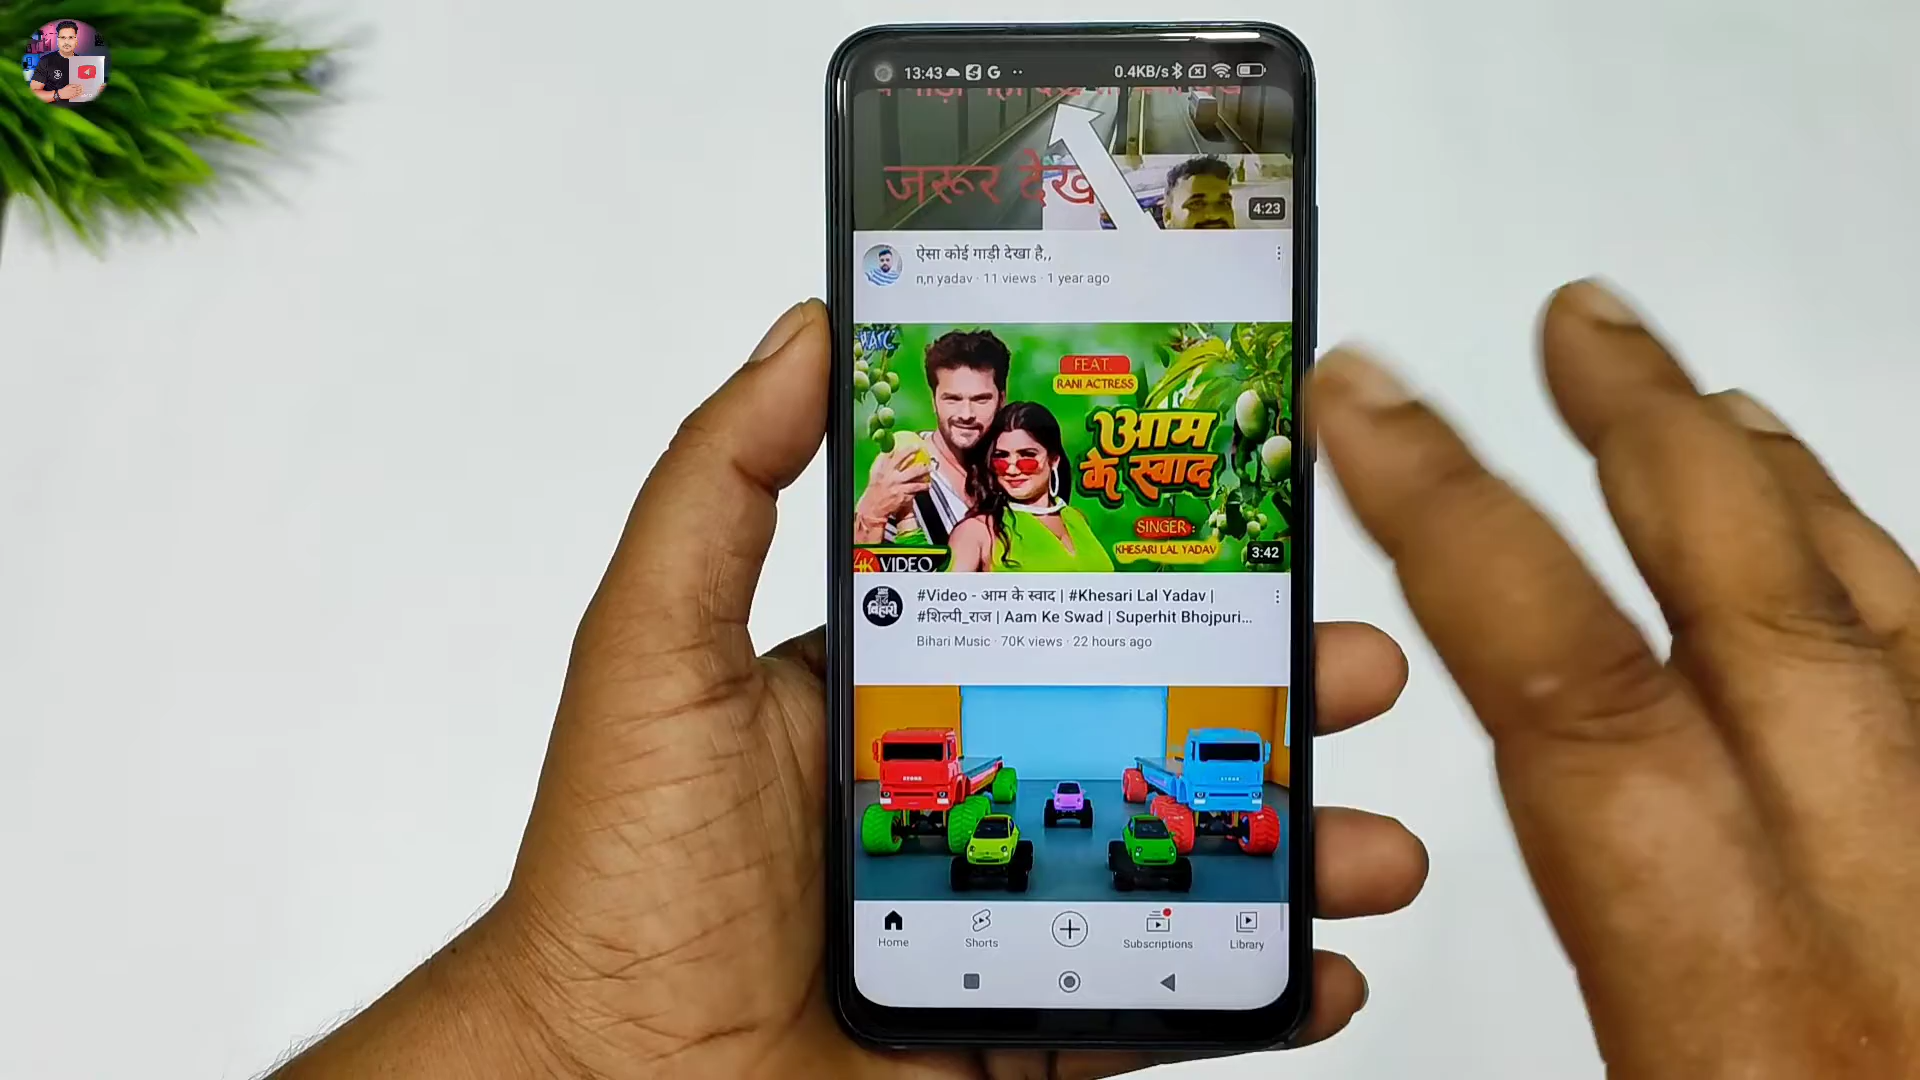 13:43
0.4KB/s
जरूर देख
4:23
ऐसा कोई गाड़ी देखा है,,
n,n yadav · 11 views · 1 year ago
FEAT.
RANI ACTRESS
आम
के स्वाद
SINGER :
KHESARI LAL YADAV
4K VIDEO
3:42
#Video - आम के स्वाद | #Khesari Lal Yadav |
#शिल्पी_राज | Aam Ke Swad | Superhit Bhojpuri...
Bihari Music · 70K views · 22 hours ago
Home
Shorts
Subscriptions
Library